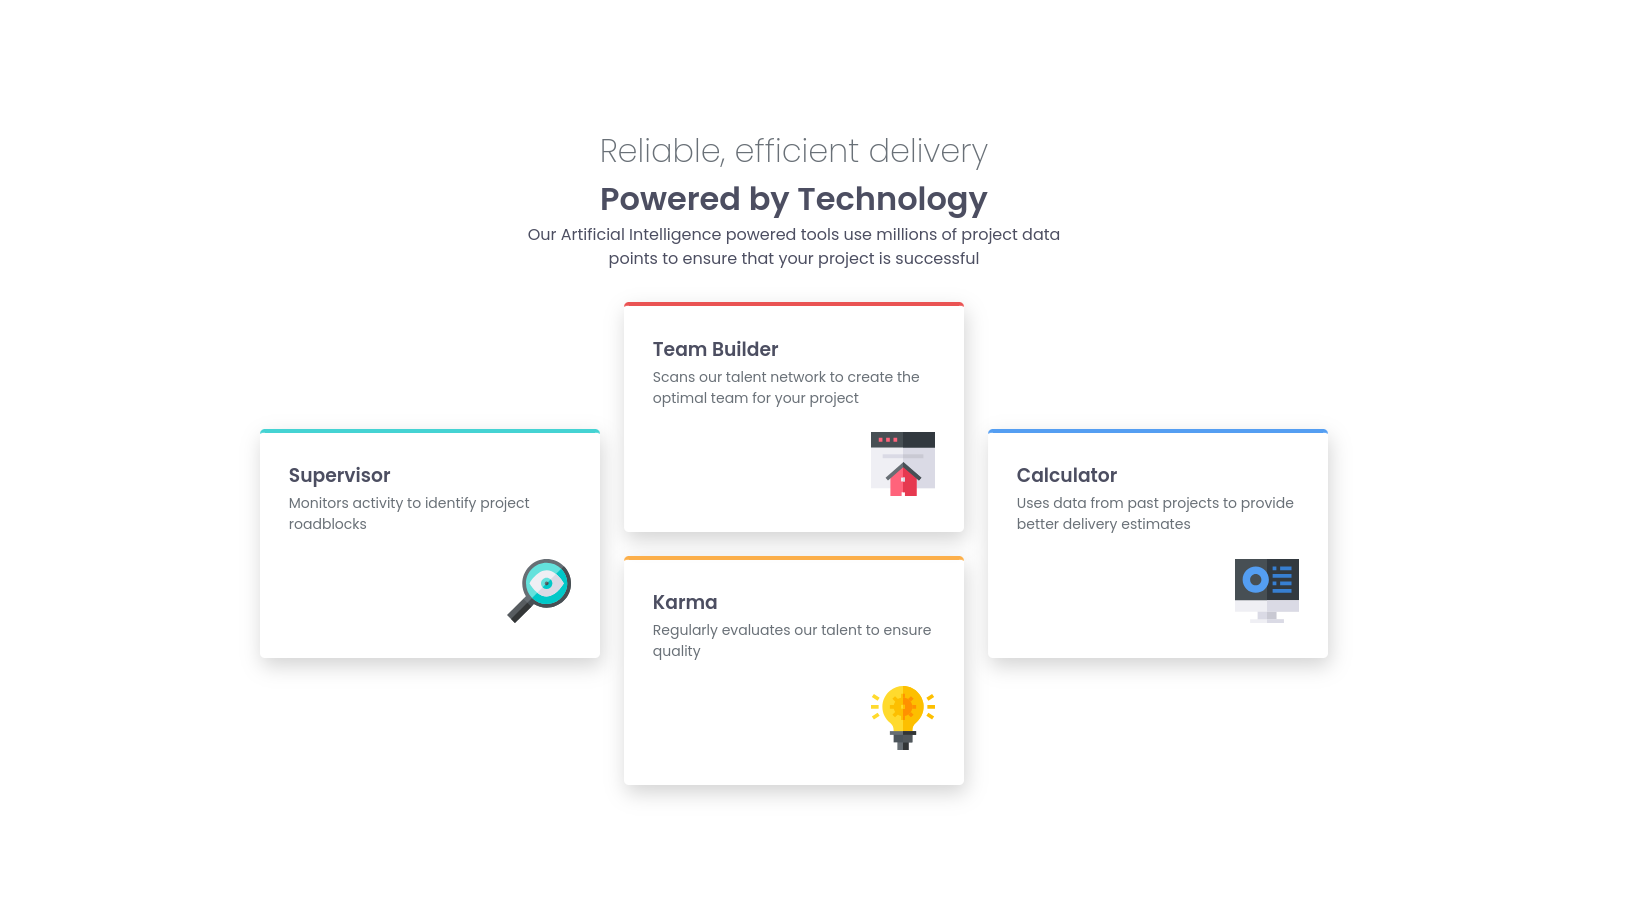 Reliable, efficient delivery
Powered by Technology
Our Artificial Intelligence powered tools use millions of project data
points to ensure that your project is successful
Team Builder
Scans our talent network to create the
optimal team for your project
Supervisor
Monitors activity to identify project
roadblocks
Calculator
Uses data from past projects to provide
better delivery estimates
Karma
Regularly evaluates our talent to ensure
quality